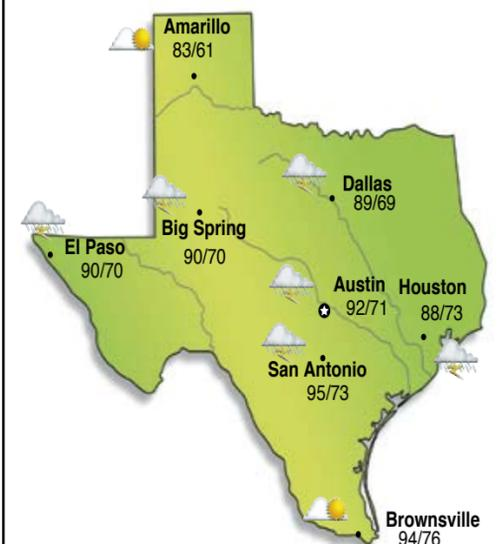 Amarillo
83/61
Dallas
89/69
Big Spring
90/70
El Paso
90/70
Austin
92/71
Houston
88/73
San Antonio
95/73
Brownsville
94/76